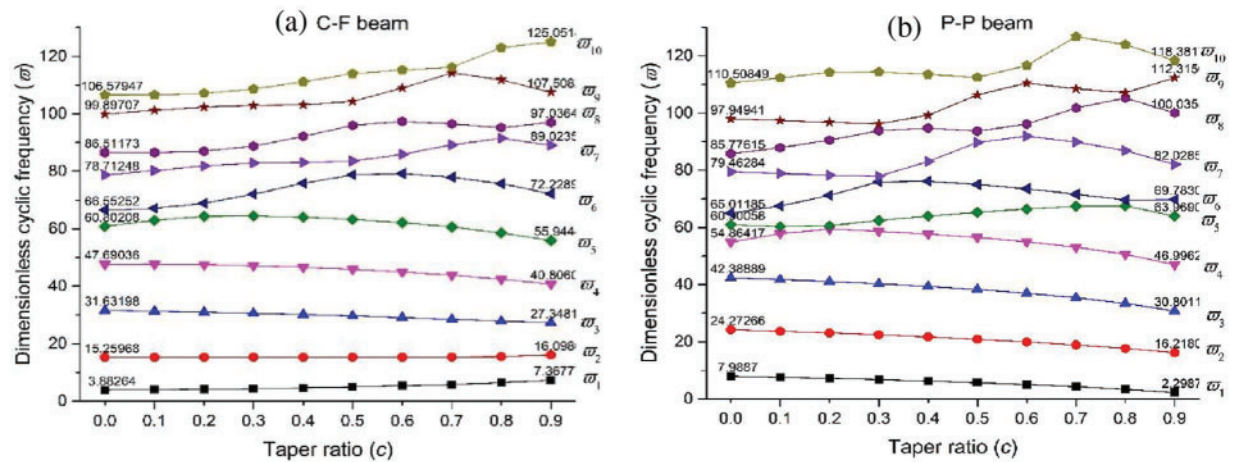 (a) C-F beam
Dimensionless cyclic frequency (ϖ)
120
100
80
60
40
20
0
106.57947
99.89707
86.51173
78.71248
66.55252
60.80208
47.69036
31.63198
15.25968
3.88264
125.0514
107.508
97.0364
89.0235
72.2289
55.944
40.8060
27.3481
16.098
7.3677
ϖ10
ϖ9
ϖ8
ϖ7
ϖ6
ϖ5
ϖ4
ϖ3
ϖ2
ϖ1
0.0 0.1 0.2 0.3 0.4 0.5 0.6 0.7 0.8 0.9
Taper ratio (c)
(b) P-P beam
Dimensionless cyclic frequency (ϖ)
120
100
80
60
40
20
0
110.50849
97.94941
85.77615
79.46284
65.01185
54.86417
42.38889
24.27266
7.9887
118.381
112.315
100.035
82.0285
69.7830
63.9690
46.9962
30.8011
16.2180
2.2987
ϖ10
ϖ9
ϖ8
ϖ7
ϖ6
ϖ5
ϖ4
ϖ3
ϖ2
ϖ1
0.0 0.1 0.2 0.3 0.4 0.5 0.6 0.7 0.8 0.9
Taper ratio (c)